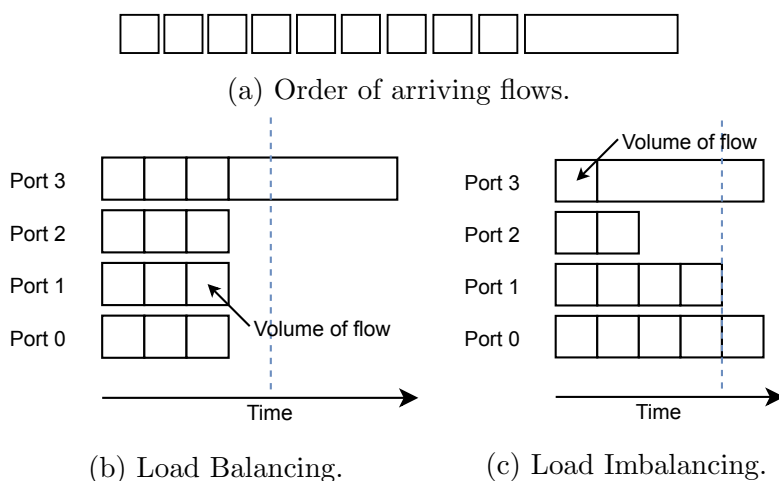 (a) Order of arriving flows.
Volume of flow
Port 3
Port 2
Port 1
Port 0
Volume of flow
Time
(b) Load Balancing.
Port 3
Port 2
Port 1
Port 0
Time
(c) Load Imbalancing.